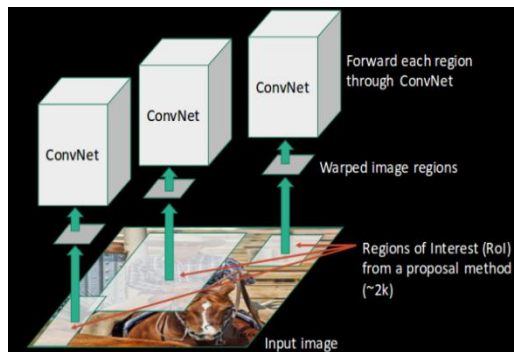 ConvNet
ConvNet
ConvNet
Forward each region
through ConvNet
Warped image regions
Regions of Interest (RoI)
from a proposal method
(~2k)
Input image